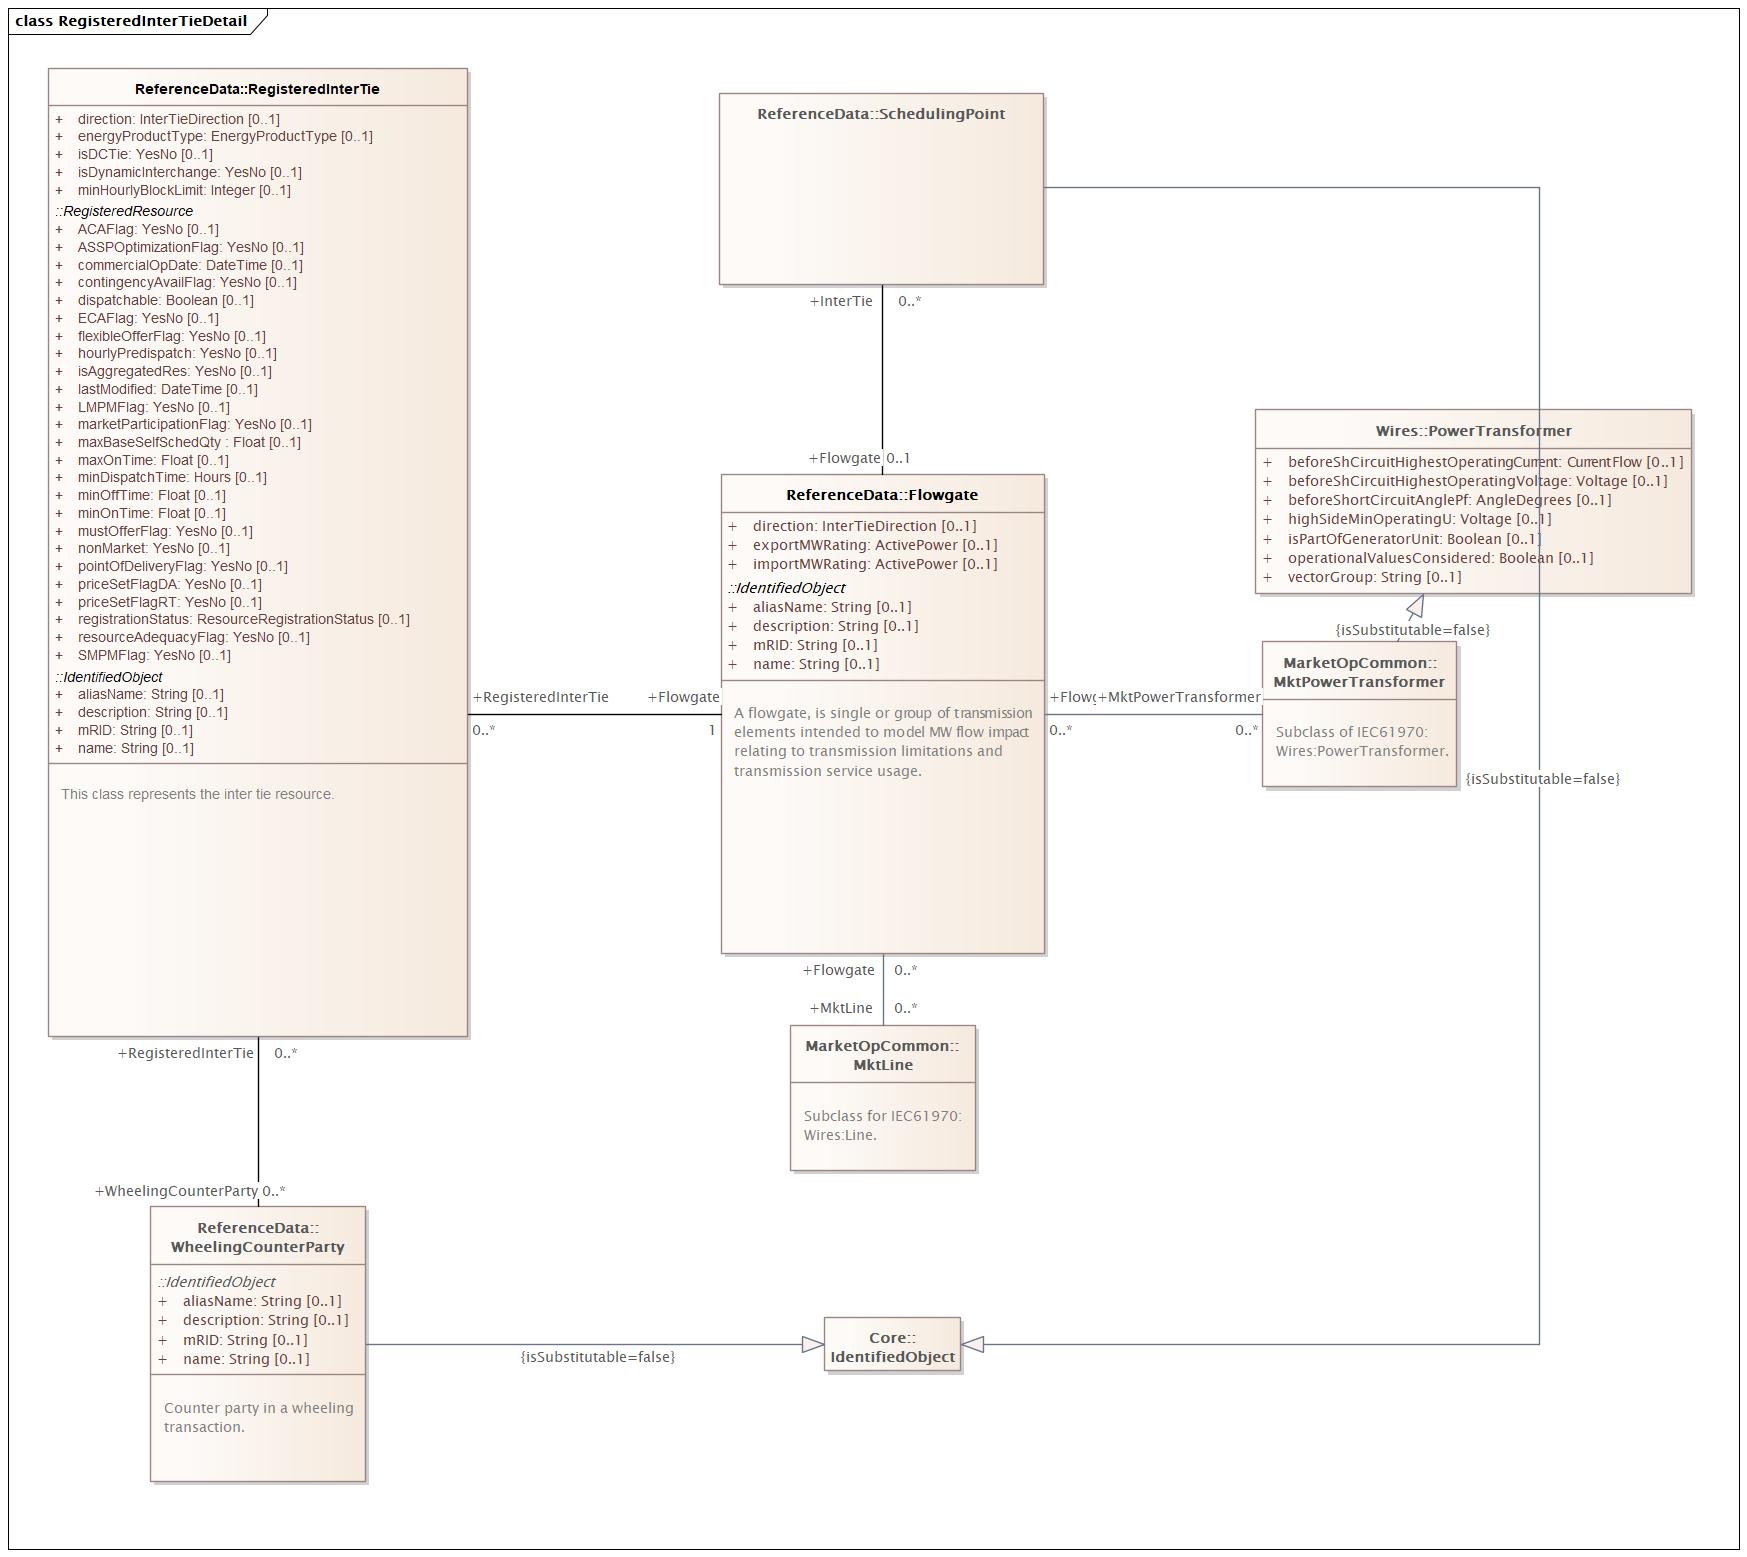 class RegisteredInterTieDetail
ReferenceData::RegisteredInterTie
+ direction: InterTieDirection [0..1]
+ energyProductType: EnergyProductType [0..1]
+ isDCTie: YesNo [0..1]
+ isDynamicInterchange: YesNo [0..1]
+ minHourlyBlockLimit: Integer [0..1]
::RegisteredResource
+ ACAFlag: YesNo [0..1]
+ ASSPOptimizationFlag: YesNo [0..1]
+ commercialOpDate: DateTime [0..1]
+ contingencyAvailFlag: YesNo [0..1]
+ dispatchable: Boolean [0..1]
+ ECAFlag: YesNo [0..1]
+ flexibleOfferFlag: YesNo [0..1]
+ hourlyPredispatch: YesNo [0..1]
+ isAggregatedRes: YesNo [0..1]
+ lastModified: DateTime [0..1]
+ LMPMFlag: YesNo [0..1]
+ marketParticipationFlag: YesNo [0..1]
+ maxBaseSelfSchedQty : Float [0..1]
+ maxOnTime: Float [0..1]
+ minDispatchTime: Hours [0..1]
+ minOffTime: Float [0..1]
+ minOnTime: Float [0..1]
+ mustOfferFlag: YesNo [0..1]
+ nonMarket: YesNo [0..1]
+ pointOfDeliveryFlag: YesNo [0..1]
+ priceSetFlagDA: YesNo [0..1]
+ priceSetFlagRT: YesNo [0..1]
+ registrationStatus: ResourceRegistrationStatus [0..1]
+ resourceAdequacyFlag: YesNo [0..1]
+ SMPMFlag: YesNo [0..1]
::IdentifiedObject
+ aliasName: String [0..1]
+ description: String [0..1]
+ mRID: String [0..1]
+ name: String [0..1]
This class represents the inter tie resource.
ReferenceData::SchedulingPoint
+InterTie 0..*
+Flowgate 0..1
ReferenceData::Flowgate
+ direction: InterTieDirection [0..1]
+ exportMWRating: ActivePower [0..1]
+ importMWRating: ActivePower [0..1]
::IdentifiedObject
+ aliasName: String [0..1]
+ description: String [0..1]
+ mRID: String [0..1]
+ name: String [0..1]
A flowgate, is single or group of transmission
elements intended to model MW flow impact
relating to transmission limitations and
transmission service usage.
Wires::PowerTransformer
+ beforeShCircuitHighestOperatingCurrent: CurrentFlow [0..1]
+ beforeShCircuitHighestOperatingVoltage: Voltage [0..1]
+ beforeShortCircuitAnglePf: AngleDegrees [0..1]
+ highSideMinOperatingU: Voltage [0..1]
+ isPartOfGeneratorUnit: Boolean [0..1]
+ operationalValuesConsidered: Boolean [0..1]
+ vectorGroup: String [0..1]
{isSubstitutable=false}
MarketOpCommon::
MktPowerTransformer
Subclass of IEC61970:
Wires:PowerTransformer.
{isSubstitutable=false}
+RegisteredInterTie +Flowgate
0..* 1
+MktPowerTransformer
0..* 0..*
+Flowgate 0..*
+MktLine 0..*
MarketOpCommon::
MktLine
Subclass for IEC61970:
Wires:Line.
+RegisteredInterTie 0..*
+WheelingCounterParty 0..*
ReferenceData::
WheelingCounterParty
::IdentifiedObject
+ aliasName: String [0..1]
+ description: String [0..1]
+ mRID: String [0..1]
+ name: String [0..1]
Counter party in a wheeling
transaction.
{isSubstitutable=false}
Core::
IdentifiedObject